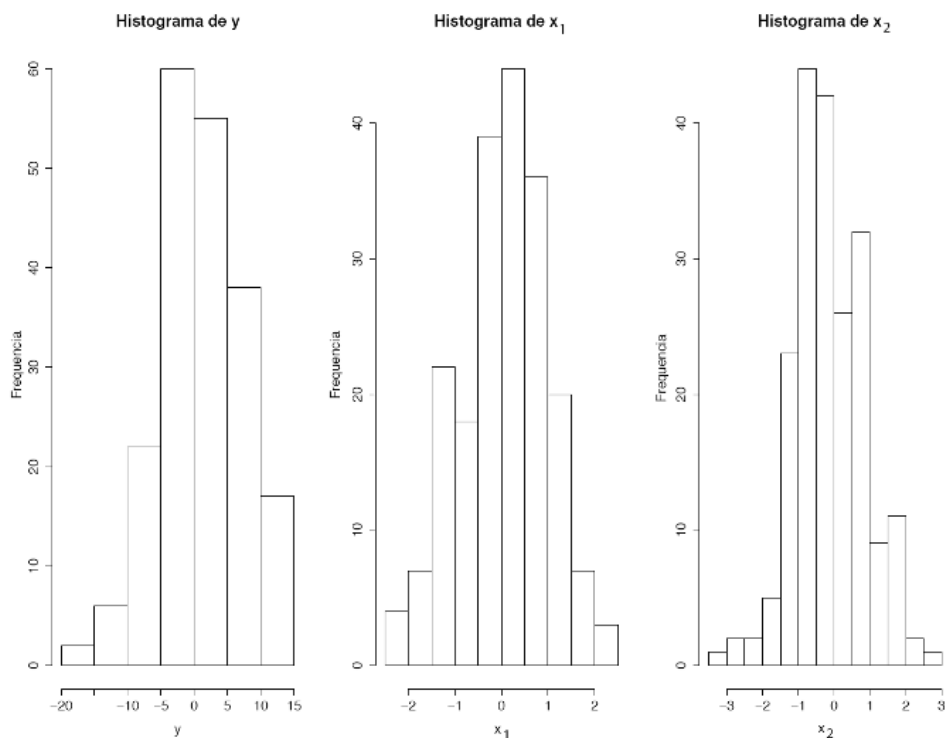 Histograma de y
Frequencia
60
50
40
30
20
10
0
-20 -10 -5 0 5 10 15
y
Histograma de x1
Frequencia
40
30
20
10
0
-2 -1 0 1 2
x1
Histograma de x2
Frequencia
40
30
20
10
0
-3 -2 -1 0 1 2 3
x2